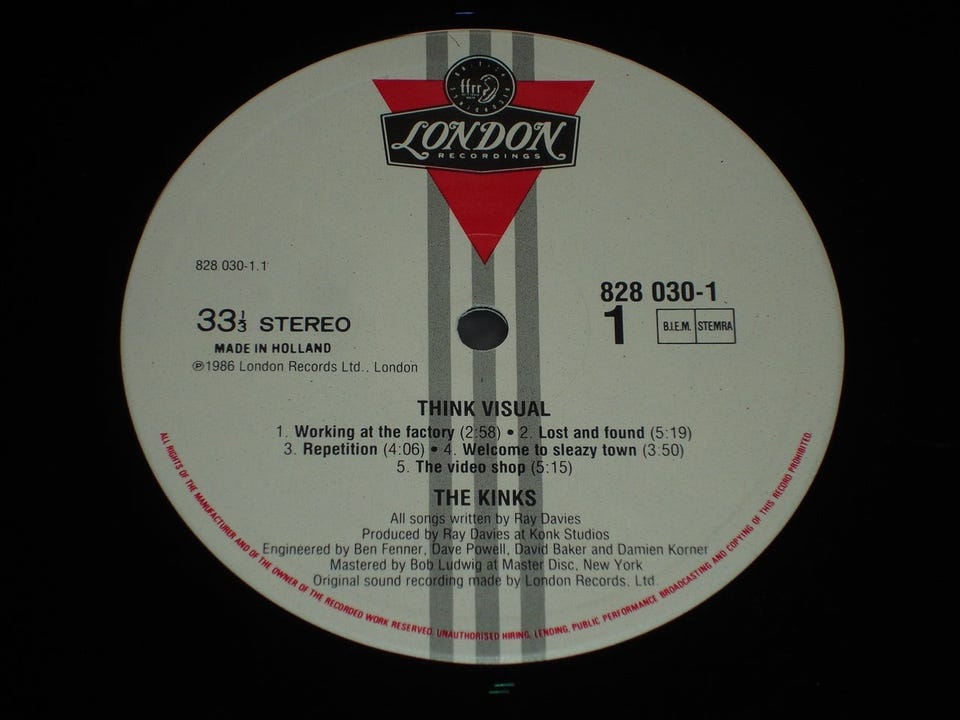 ffrr
LONDON
RECORDINGS
828 030-1.1
33⅓ STEREO
MADE IN HOLLAND
℗1986 London Records Ltd., London
828 030-1
1
B.I.E.M. STEMRA
THINK VISUAL
1. Working at the factory (2:58) • 2. Lost and found (5:19)
3. Repetition (4:06) • 4. Welcome to sleazy town (3:50)
5. The video shop (5:15)
THE KINKS
All songs written by Ray Davies
Produced by Ray Davies at Konk Studios
Engineered by Ben Fenner, Dave Powell, David Baker and Damien Korner
Mastered by Bob Ludwig at Master Disc, New York
Original sound recording made by London Records, Ltd.
ALL RIGHTS OF THE MANUFACTURER AND OF THE OWNER OF THE RECORDED WORK RESERVED. UNAUTHORISED HIRING, LENDING, PUBLIC PERFORMANCE BROADCASTING AND COPYING OF THIS RECORD PROHIBITED.